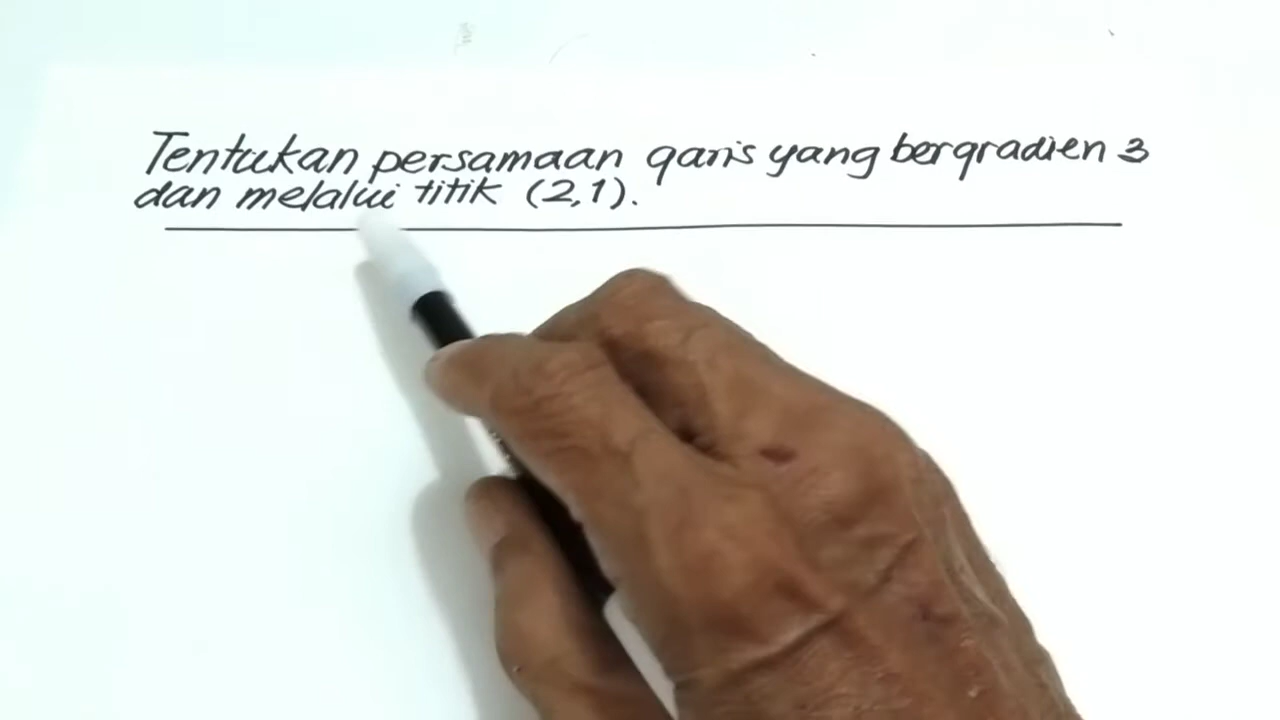 Tentukan persamaan garis yang bergradien 3
dan melalui titik (2,1).